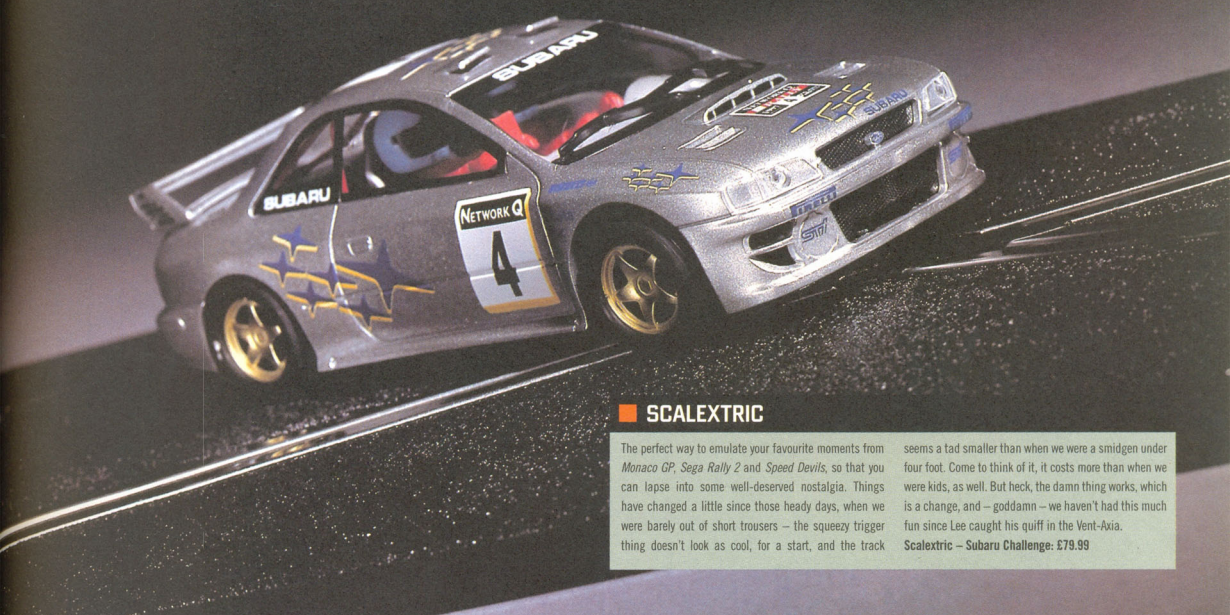 SUBARU
SUBARU
SUBARU
NETWORK Q
4
PIRELLI
STi
SCALEXTRIC
The perfect way to emulate your favourite moments from
Monaco GP, Sega Rally 2 and Speed Devils, so that you
can lapse into some well-deserved nostalgia. Things
have changed a little since those heady days, when we
were barely out of short trousers – the squeezy trigger
thing doesn't look as cool, for a start, and the track
seems a tad smaller than when we were a smidgen under
four foot. Come to think of it, it costs more than when we
were kids, as well. But heck, the damn thing works, which
is a change, and – goddamn – we haven't had this much
fun since Lee caught his quiff in the Vent-Axia.
Scalextric – Subaru Challenge: £79.99